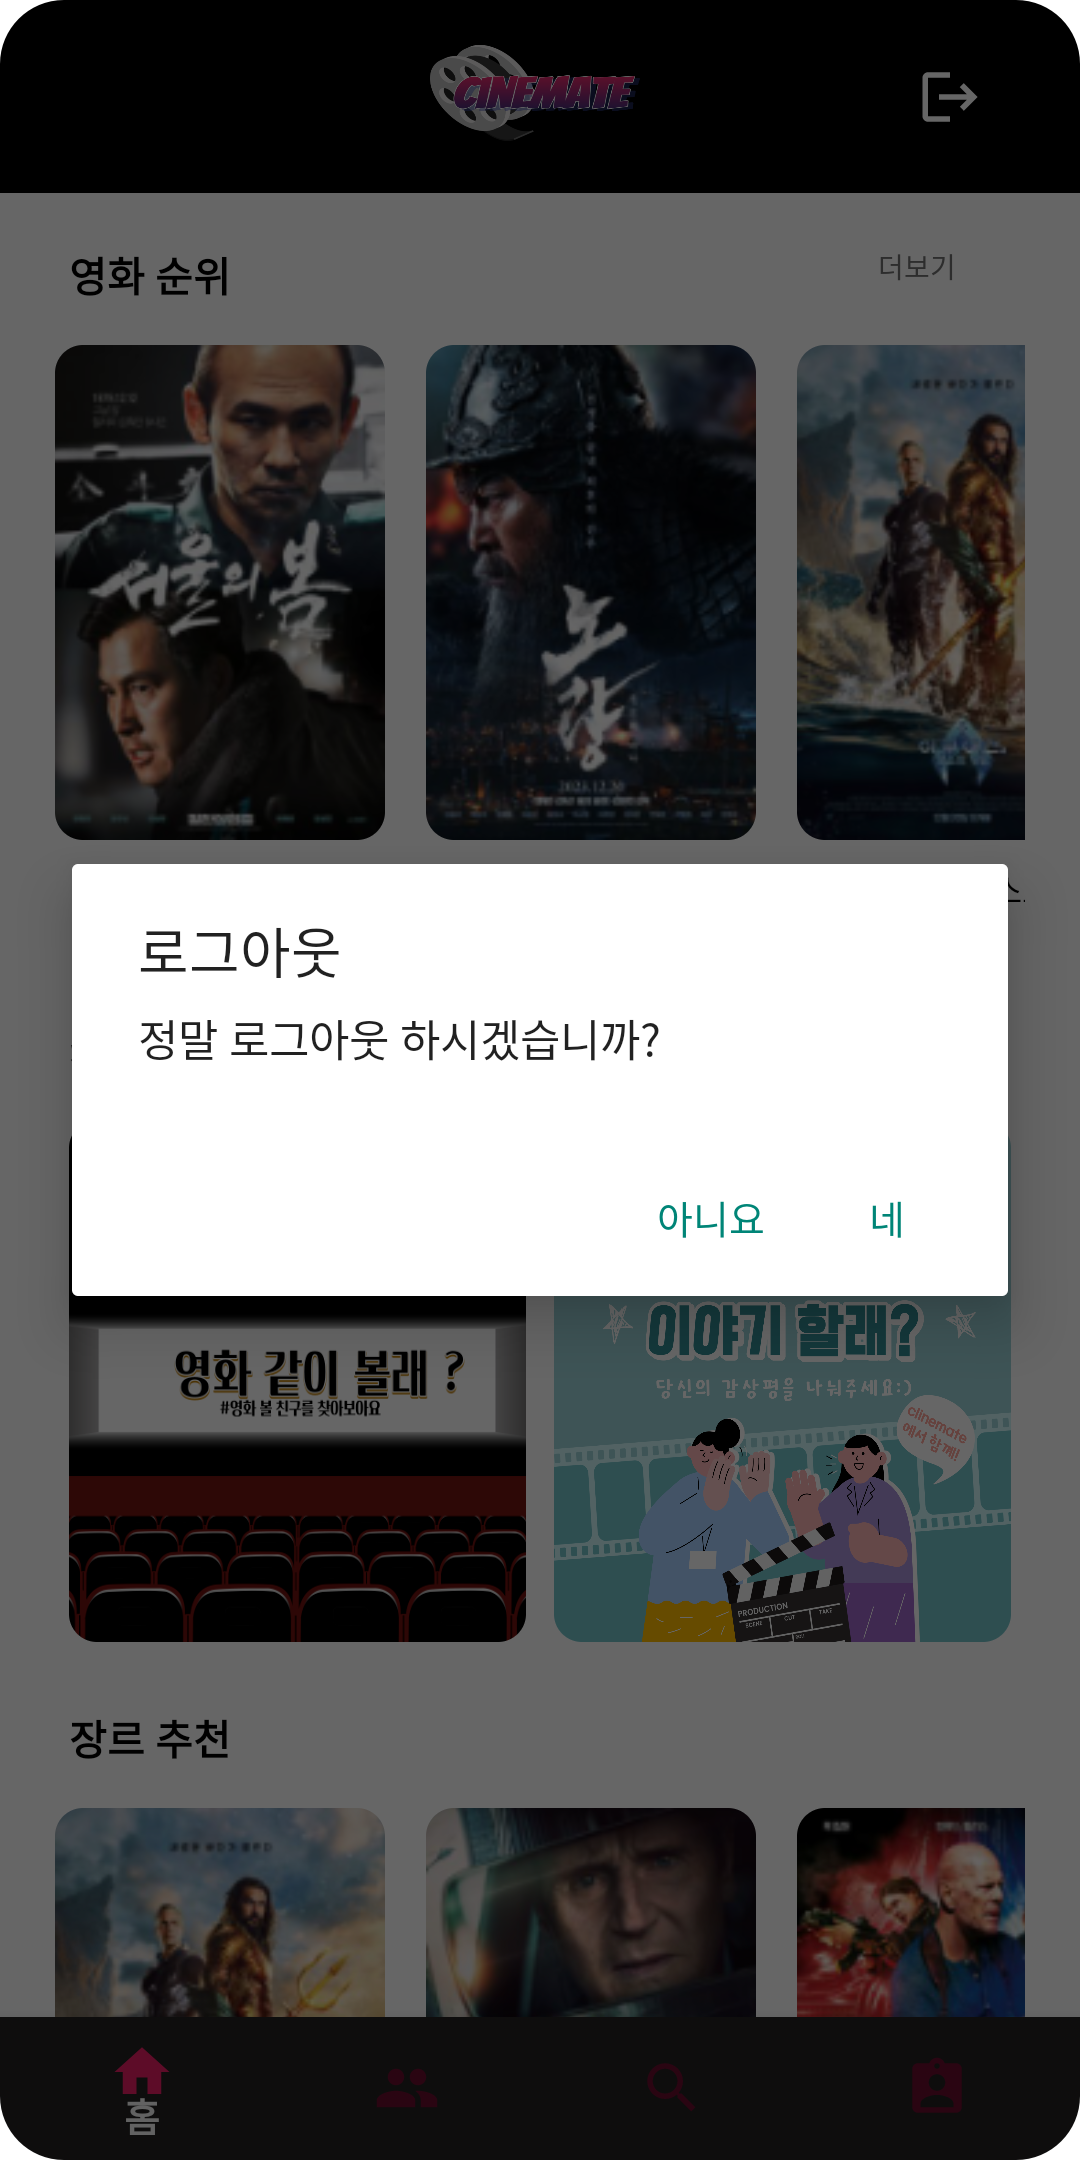 CINEMATE
영화 순위
더보기
서울의 봄
노량
2023.12.20
로그아웃
정말 로그아웃 하시겠습니까?
아니요
네
영화 같이 볼래 ?
#영화 볼 친구를 찾아보아요
이야기 할래?
당신의 감상평을 나눠주세요:)
clinemate
에서 함께!
PRODUCTION
SCENE
CUT
TAKE
장르 추천
홈